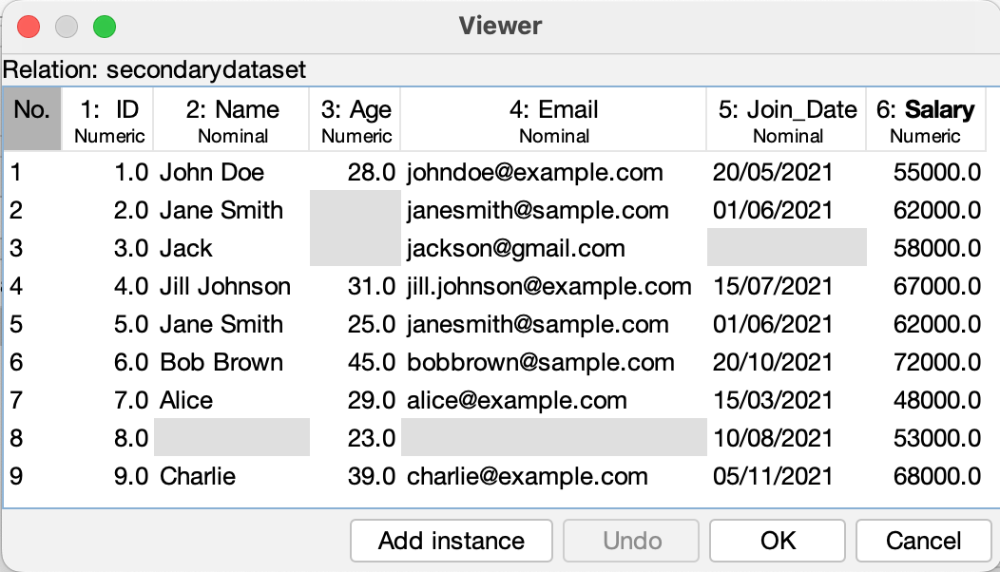 Viewer
Relation: secondarydataset
No. 1: ID 2: Name 3: Age 4: Email 5: Join_Date 6: Salary
Numeric Nominal Numeric Nominal Nominal Numeric
1 1.0 John Doe 28.0 johndoe@example.com 20/05/2021 55000.0
2 2.0 Jane Smith janesmith@sample.com 01/06/2021 62000.0
3 3.0 Jack jackson@gmail.com 58000.0
4 4.0 Jill Johnson 31.0 jill.johnson@example.com 15/07/2021 67000.0
5 5.0 Jane Smith 25.0 janesmith@sample.com 01/06/2021 62000.0
6 6.0 Bob Brown 45.0 bobbrown@sample.com 20/10/2021 72000.0
7 7.0 Alice 29.0 alice@example.com 15/03/2021 48000.0
8 8.0 23.0 10/08/2021 53000.0
9 9.0 Charlie 39.0 charlie@example.com 05/11/2021 68000.0
Add instance Undo OK Cancel